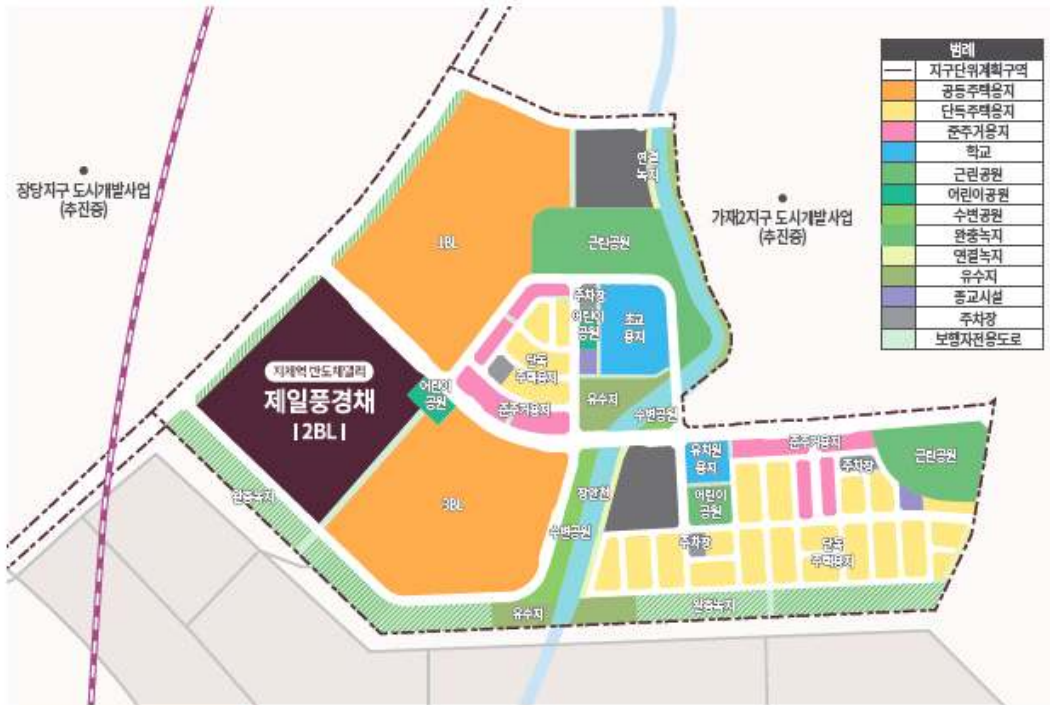 범례
지구단위계획구역
공동주택용지
단독주택용지
준주거용지
학교
근린공원
어린이공원
수변공원
완충녹지
연결녹지
유수지
종교시설
주차장
보행자전용도로
장당지구 도시개발사업
(추진중)
가재2지구 도시개발사업
(추진중)
연결
녹지
1BL
근린공원
주차장
어린이
공원
초교
용지
단독
주택용지
지제역 반도체밸리
제일풍경채
|2BL|
어린이
공원
준주거용지
유수지
수변공원
유치원
용지
준주거용지
주차장
근린공원
완충녹지
3BL
장안천
수변공원
어린이
공원
주차장
단독
주택용지
유수지
완충녹지